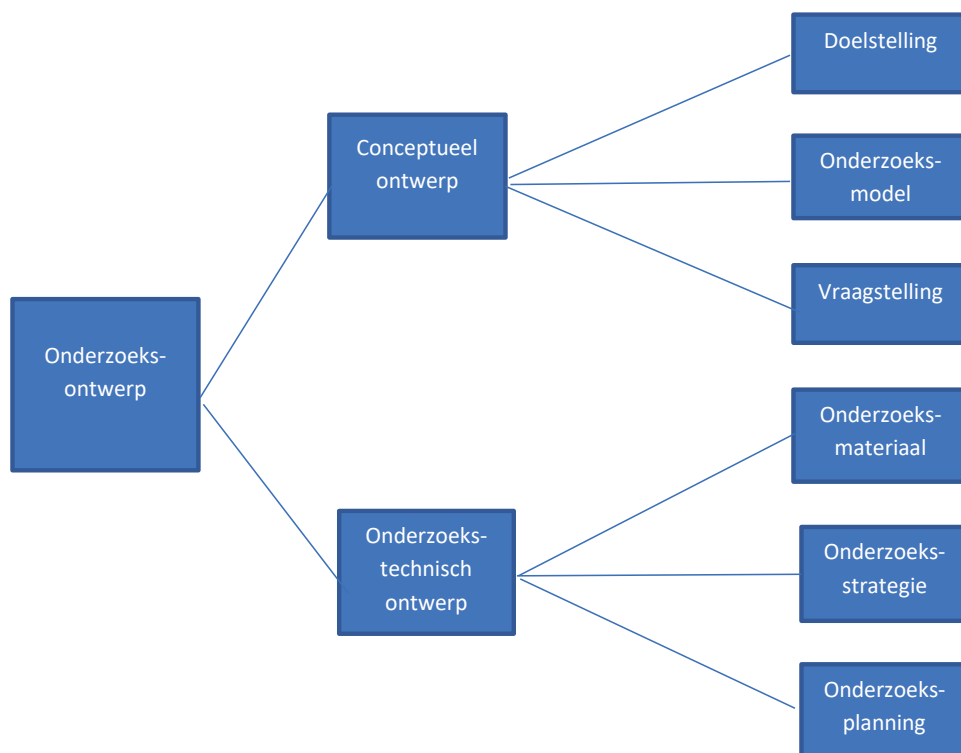 Doelstelling
Conceptueel
ontwerp
Onderzoeks-
model
Vraagstelling
Onderzoeks-
ontwerp
Onderzoeks-
materiaal
Onderzoeks-
technisch
ontwerp
Onderzoeks-
strategie
Onderzoeks-
planning